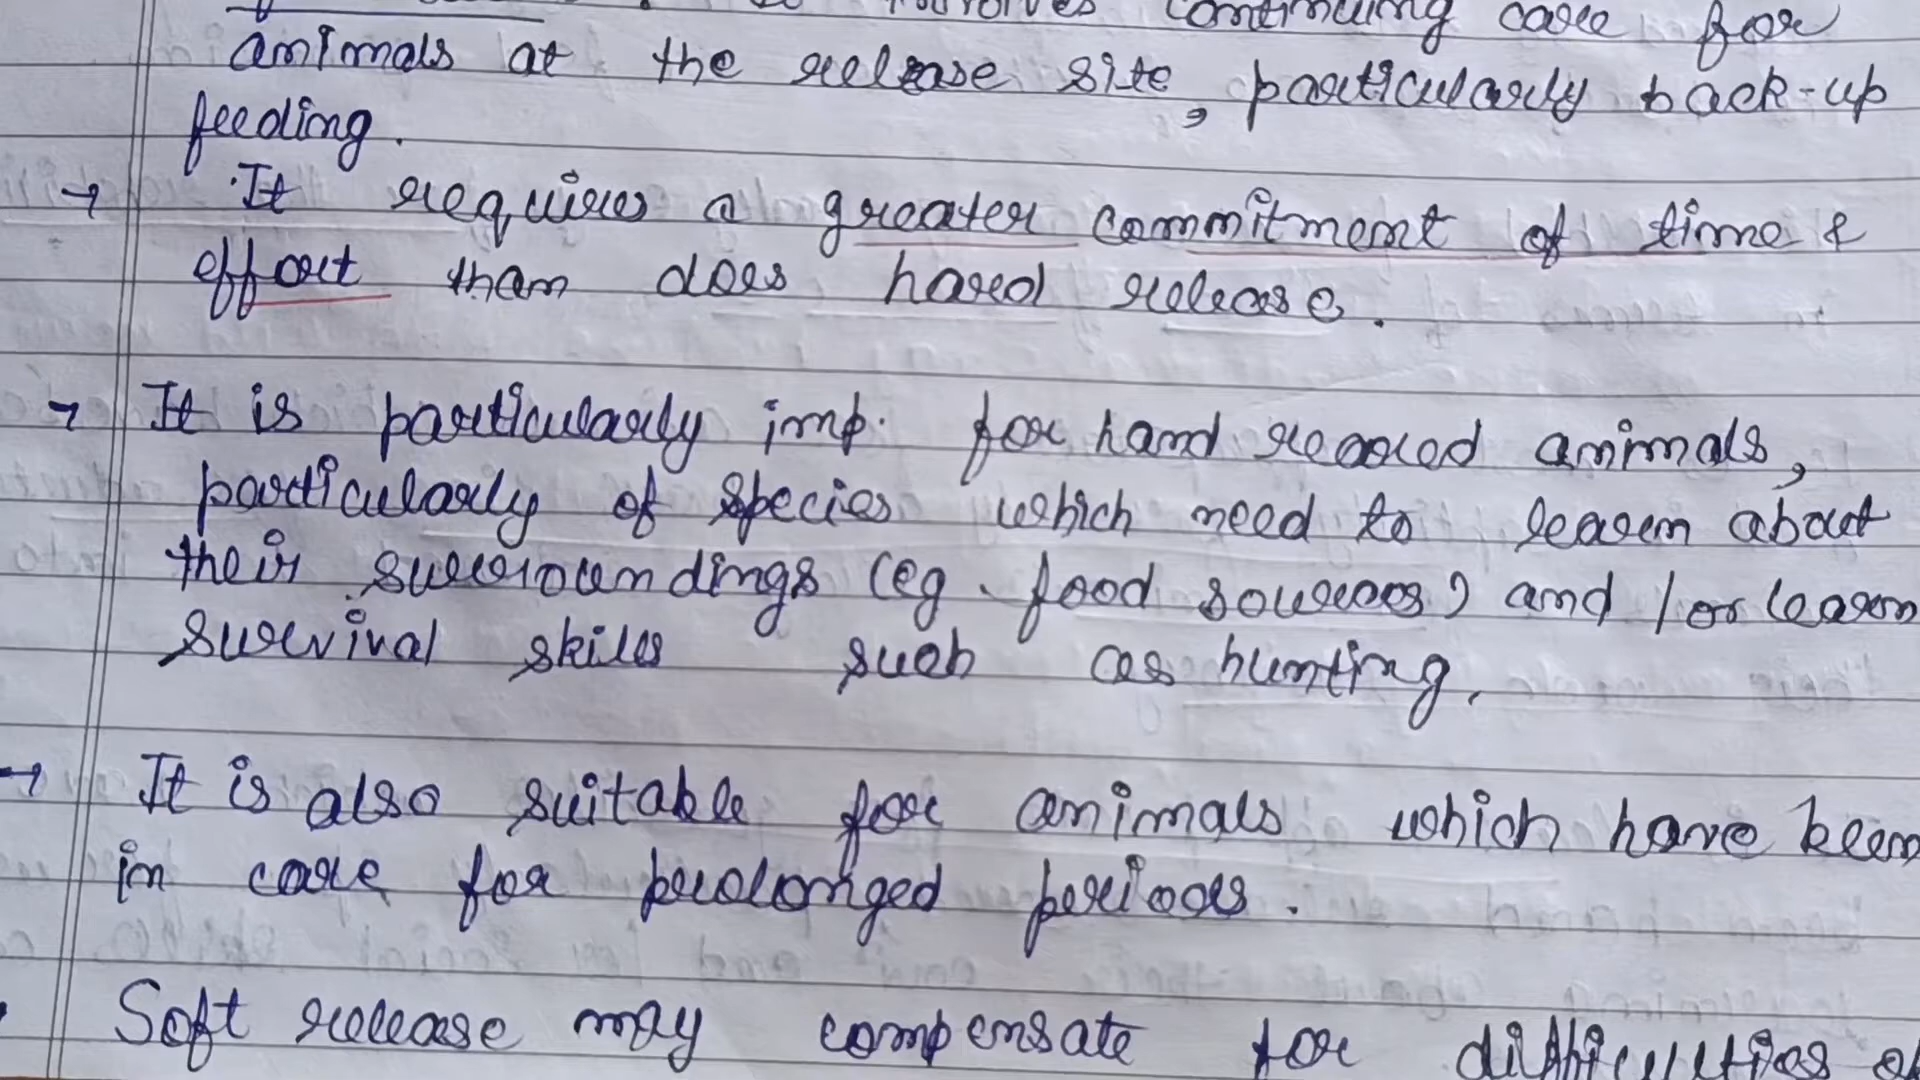 involves continuing care for
animals at the release site, particularly back-up
feeding.
→ It requires a greater commitment of time &
effort than does hard release.
→ It is particularly imp. for hand reared animals,
particularly of species which need to learn about
their surroundings (eg. food sources) and /or learn
survival skills such as hunting.
→ It is also suitable for animals which have been
in care for prolonged periods.
Soft release may compensate for difficulties of